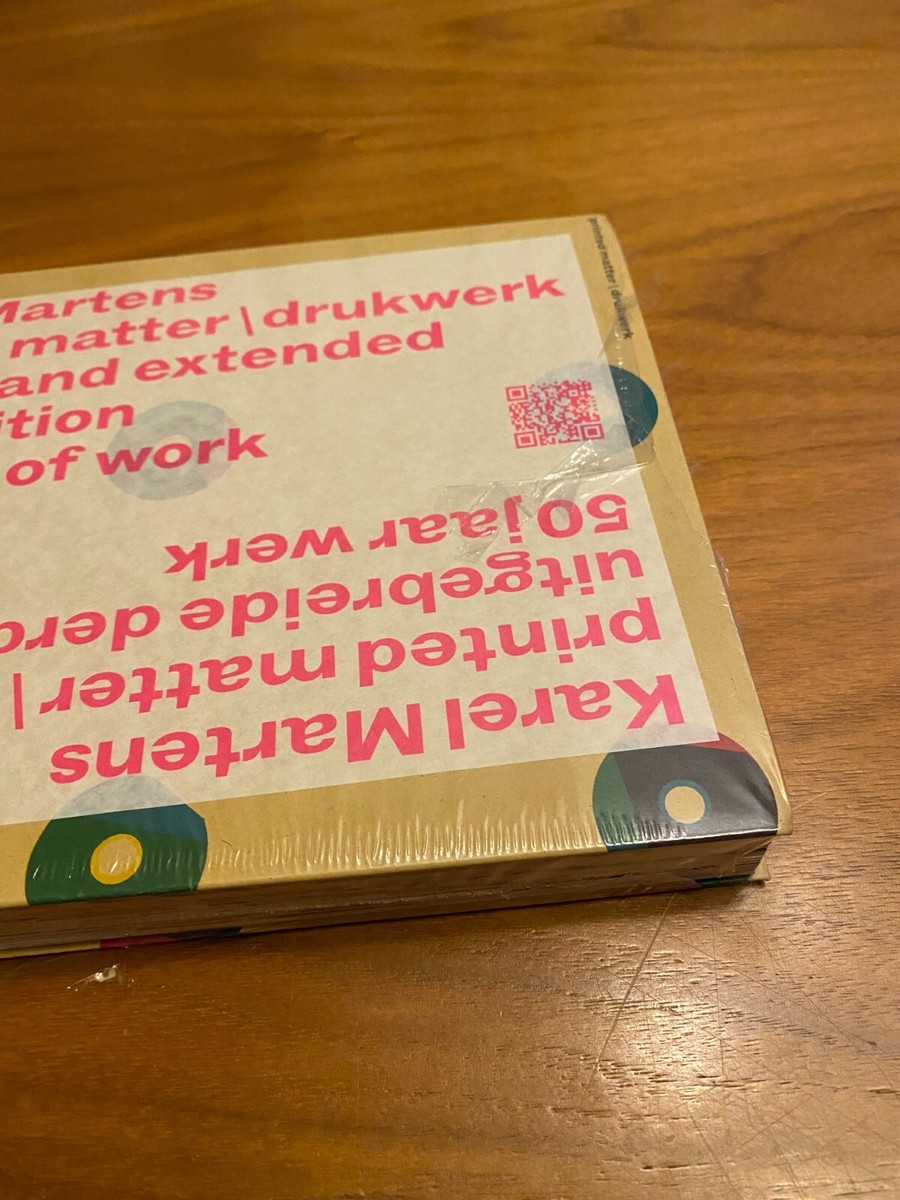 Martens
matter | drukwerk
and extended
ition
of work
printed matter | drukwerk
Karel Martens
printed matter |
uitgebreide derd
50 jaar werk